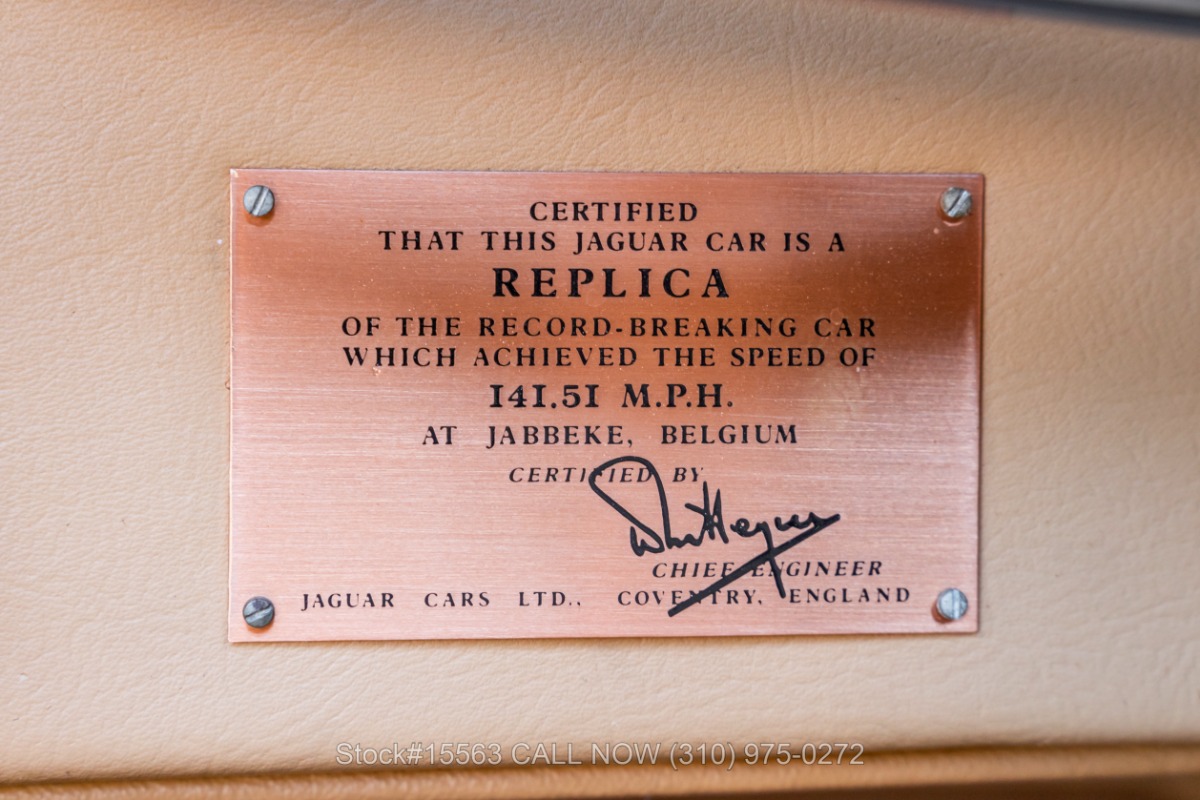 CERTIFIED
THAT THIS JAGUAR CAR IS A
REPLICA
OF THE RECORD-BREAKING CAR
WHICH ACHIEVED THE SPEED OF
141.51 M.P.H.
AT JABBEKE, BELGIUM
CERTIFIED BY
CHIEF ENGINEER
JAGUAR CARS LTD., COVENTRY, ENGLAND
Stock#15563 CALL NOW (310) 975-0272